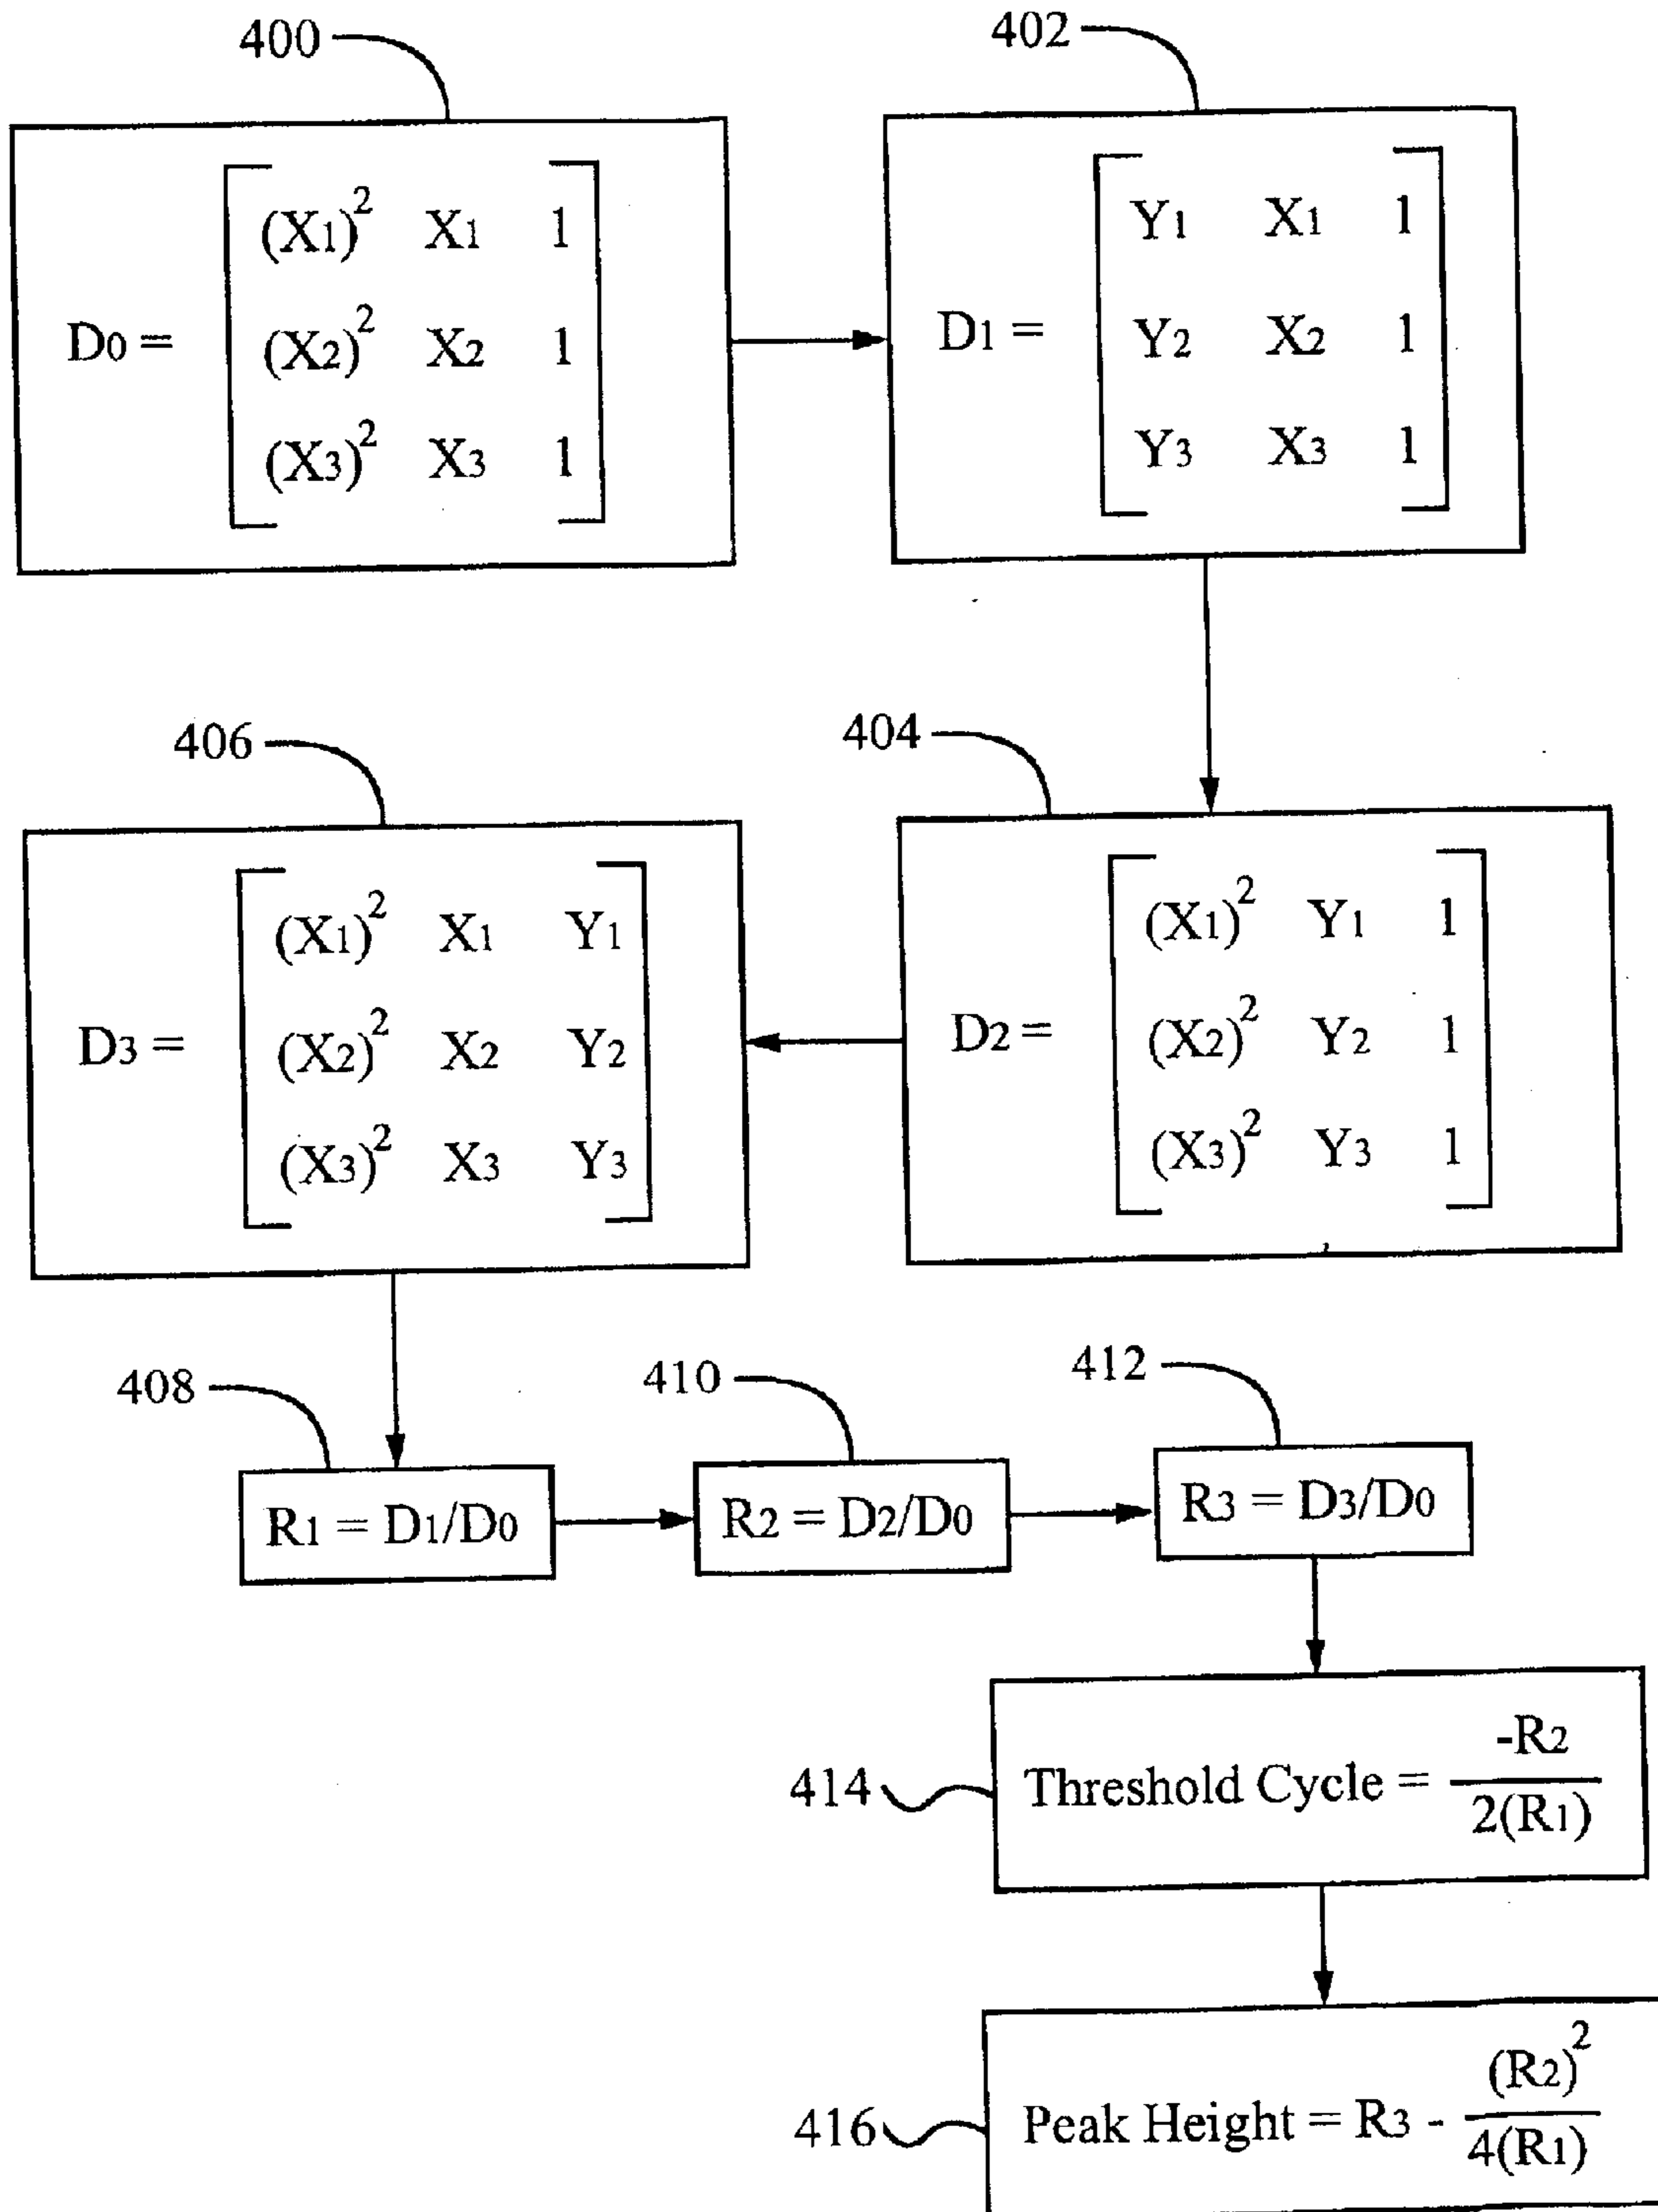 400
D0 =
(X1)² X1 1
(X2)² X2 1
(X3)² X3 1
402
D1 =
Y1 X1 1
Y2 X2 1
Y3 X3 1
406
D3 =
(X1)² X1 Y1
(X2)² X2 Y2
(X3)² X3 Y3
404
D2 =
(X1)² Y1 1
(X2)² Y2 1
(X3)² Y3 1
408
R1 = D1/D0
410
R2 = D2/D0
412
R3 = D3/D0
414
Threshold Cycle = -R2
2(R1)
416
Peak Height = R3 - (R2)²
4(R1)